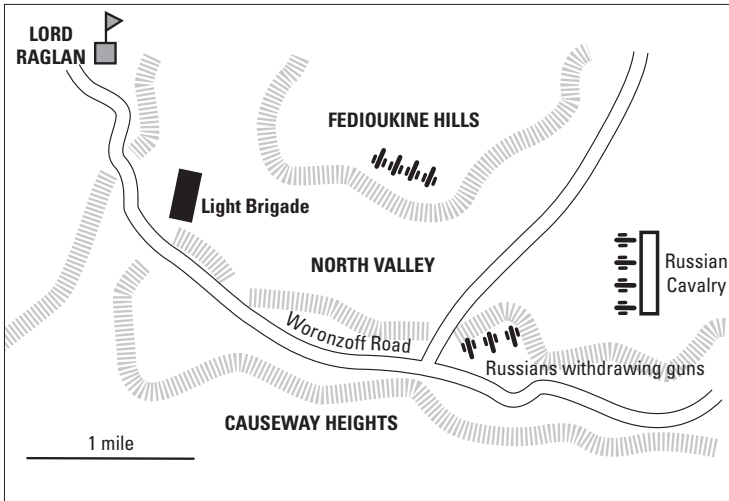 LORD
RAGLAN
FEDIOUKINE HILLS
Light Brigade
NORTH VALLEY
Russian
Cavalry
Woronzoff Road
Russians withdrawing guns
CAUSEWAY HEIGHTS
1 mile